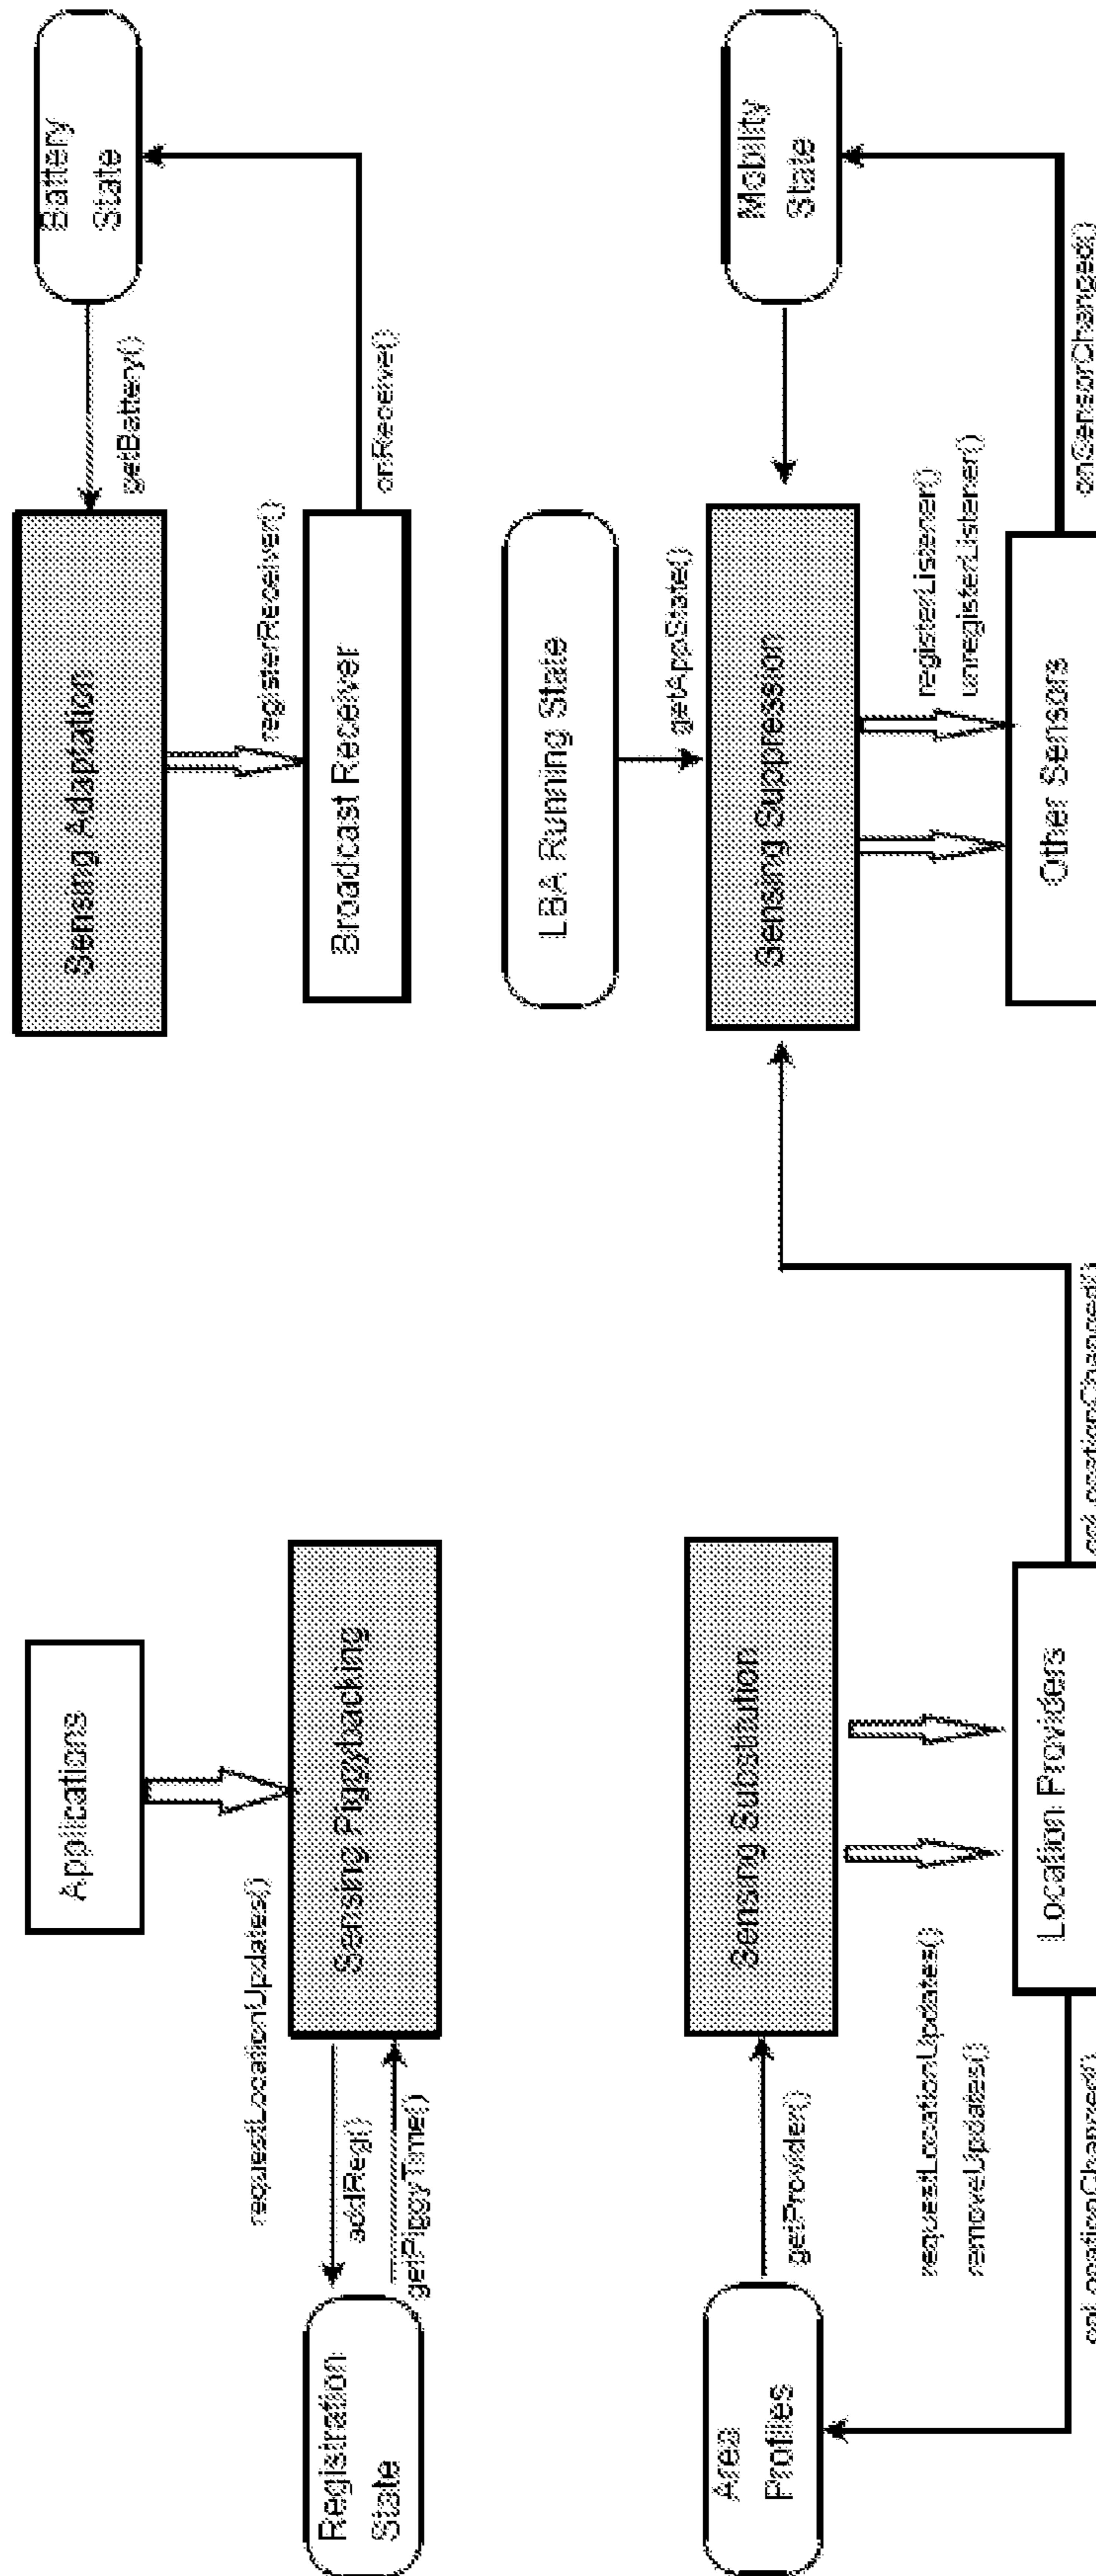 Applications
requestLocationUpdates()
Sensing Piggybacking
addReg()
getPiggyTime()
Registration
State
Sensing Adaptation
getBattery()
Battery
State
registerReceiver()
Broadcast Receiver
onReceive()
Area
Profiles
getProvider()
Sensing Substitution
requestLocationUpdates()
removeUpdates()
Location Providers
onLocationChanged()
onLocationChanged()
LBA Running State
getAppState()
Sensing Suppression
Mobility
State
registerListener()
unregisterListener()
Other Sensors
onSensorChanged()